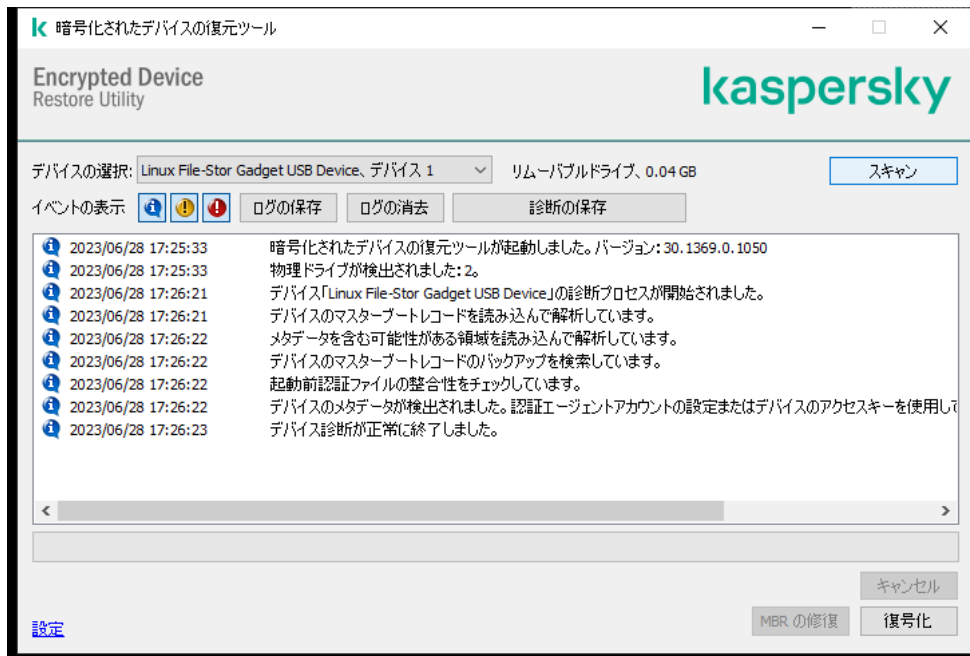 暗号化されたデバイスの復元ツール
Encrypted Device
Restore Utility
kaspersky
デバイスの選択: Linux File-Stor Gadget USB Device、デバイス 1 リムーバブルドライブ、0.04 GB スキャン
イベントの表示 ログの保存 ログの消去 診断の保存
2023/06/28 17:25:33 暗号化されたデバイスの復元ツールが起動しました。バージョン: 30.1369.0.1050
2023/06/28 17:25:33 物理ドライブが検出されました: 2。
2023/06/28 17:26:21 デバイス「Linux File-Stor Gadget USB Device」の診断プロセスが開始されました。
2023/06/28 17:26:21 デバイスのマスターブートレコードを読み込んで解析しています。
2023/06/28 17:26:22 メタデータを含む可能性がある領域を読み込んで解析しています。
2023/06/28 17:26:22 デバイスのマスターブートレコードのバックアップを検索しています。
2023/06/28 17:26:22 起動前認証ファイルの整合性をチェックしています。
2023/06/28 17:26:22 デバイスのメタデータが検出されました。認証エージェントアカウントの設定またはデバイスのアクセスキーを使用して
2023/06/28 17:26:23 デバイス診断が正常に終了しました。
キャンセル
設定 MBR の修復 復号化